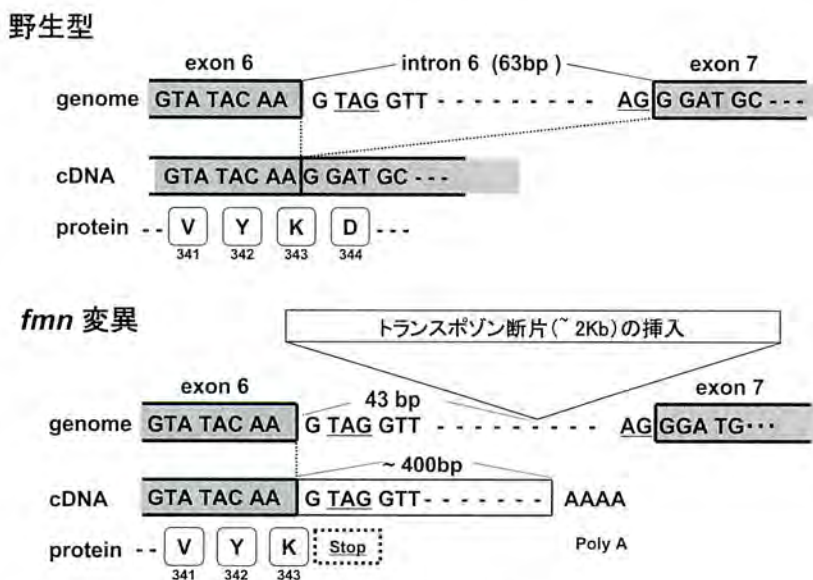 野生型
exon 6 intron 6 (63bp ) exon 7
genome GTA TAC AA G TAG GTT - - - - - - - - - AG G GAT GC ---
cDNA GTA TAC AA G GAT GC ---
protein -- V Y K D ---
341 342 343 344
fmn 変異
トランスポゾン断片(~ 2Kb)の挿入
exon 6 43 bp exon 7
genome GTA TAC AA G TAG GTT - - - - - - - - - AG GGA TG···
cDNA GTA TAC AA G TAG GTT- - - - - - - AAAA
~ 400bp
protein -- V Y K Stop Poly A
341 342 343